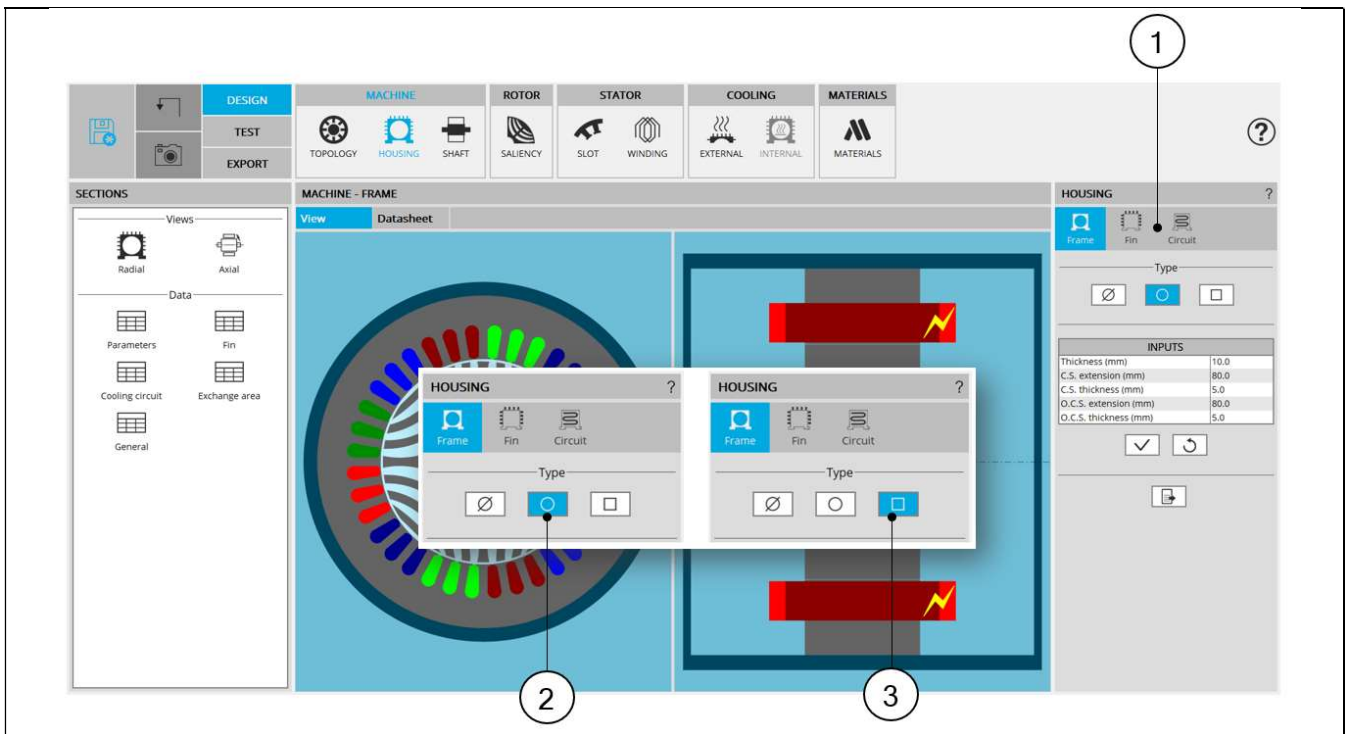 1
DESIGN
TEST
EXPORT
MACHINE
TOPOLOGY HOUSING SHAFT
ROTOR
SALIENCY
STATOR
SLOT WINDING
COOLING
EXTERNAL INTERNAL
MATERIALS
MATERIALS
?
SECTIONS
Views
Radial Axial
Data
Parameters Fin
Cooling circuit Exchange area
General
MACHINE - FRAME
View Datasheet
HOUSING ?
Frame Fin Circuit
Type
HOUSING ?
Frame Fin Circuit
Type
2
3
HOUSING ?
Frame Fin Circuit
Type
INPUTS
Thickness (mm) 10.0
C.S. extension (mm) 80.0
C.S. thickness (mm) 5.0
O.C.S. extension (mm) 80.0
O.C.S. thickness (mm) 5.0